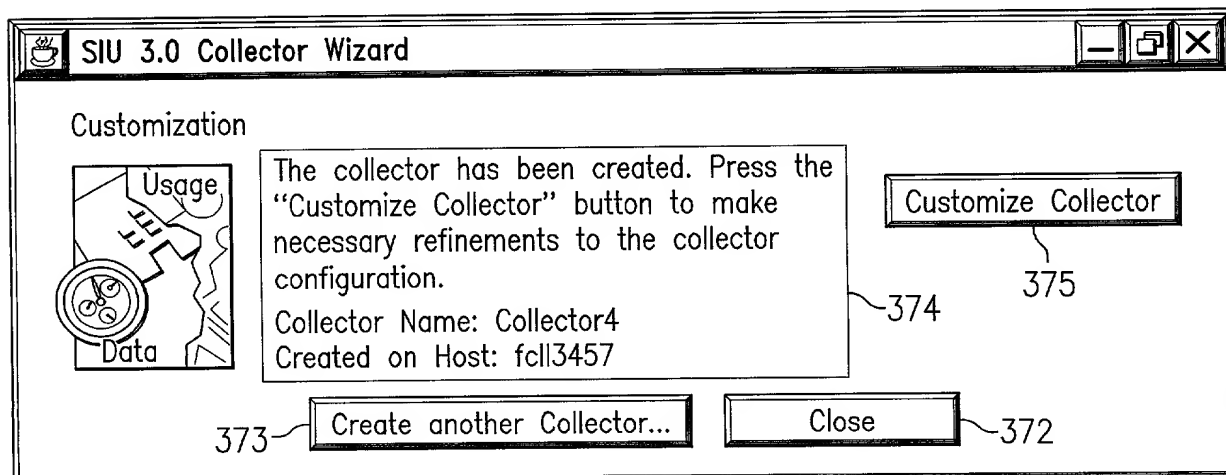 SIU 3.0 Collector Wizard
Customization
Usage
Data
The collector has been created. Press the
“Customize Collector” button to make
necessary refinements to the collector
configuration.
Collector Name: Collector4
Created on Host: fcll3457
Customize Collector
375
374
373
Create another Collector...
Close
372